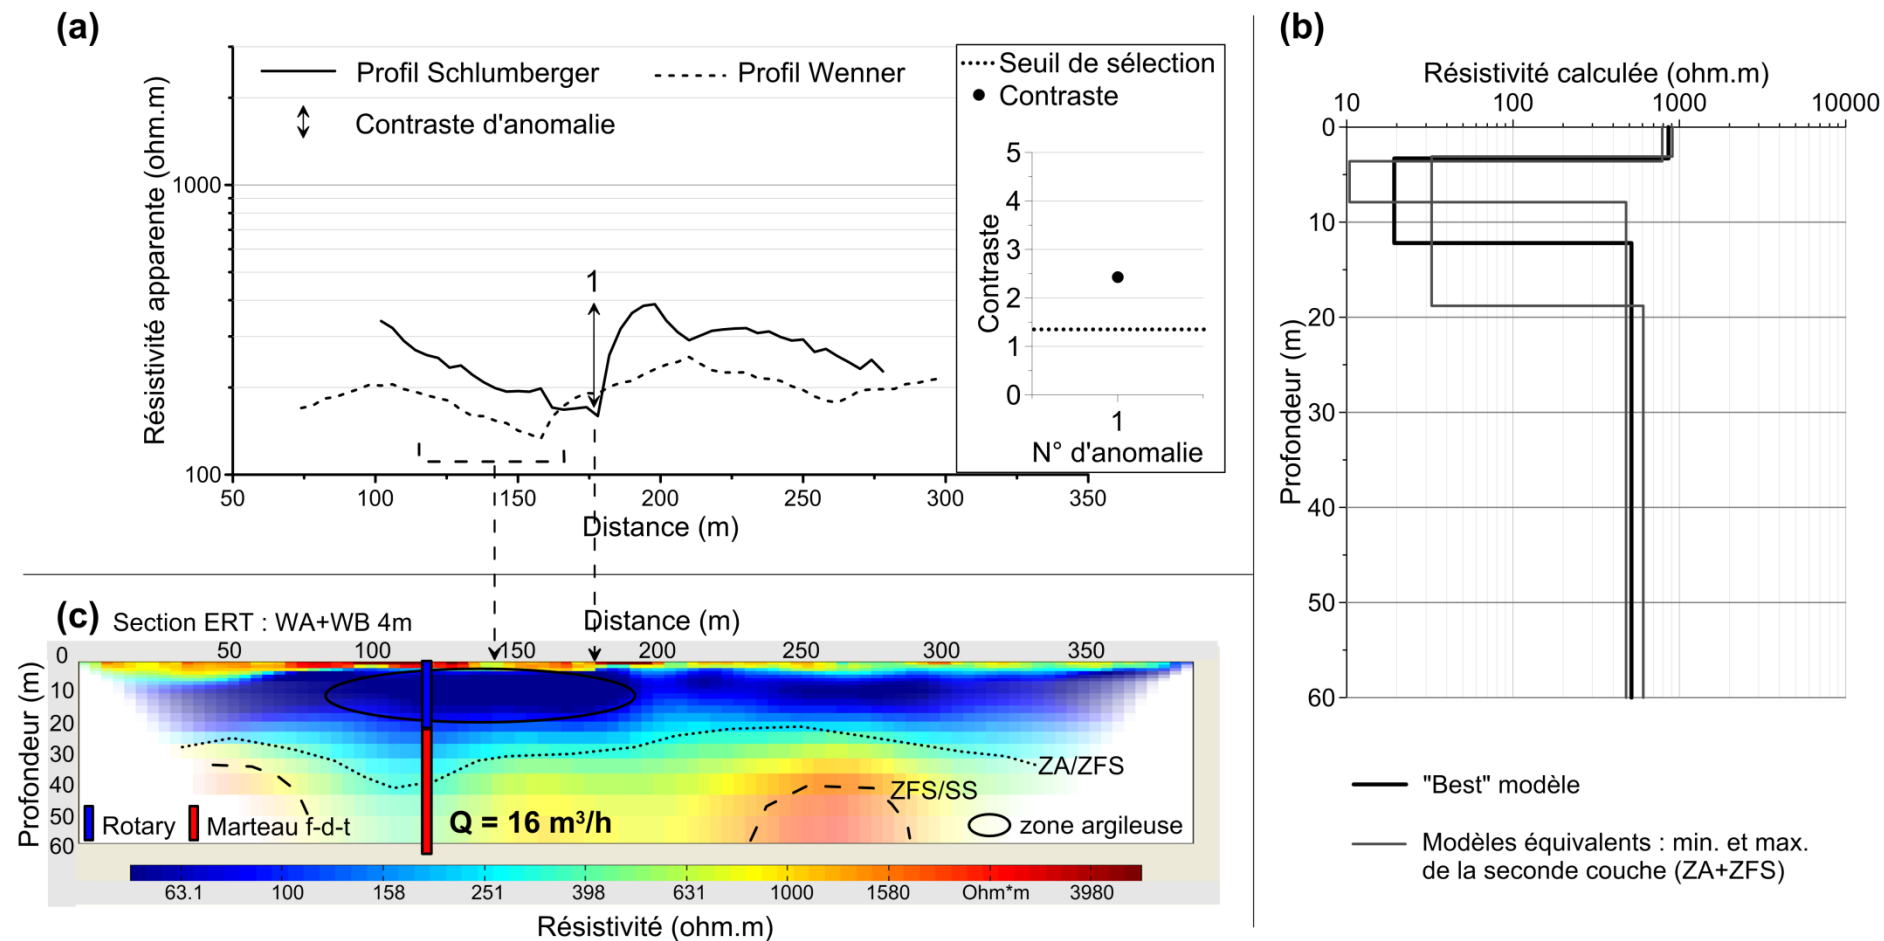 (a)
Profil Schlumberger
Profil Wenner
Contraste d'anomalie
Résistivité apparente (ohm.m)
1000
100
1
50 100 150 200 250 300 350
Distance (m)
Seuil de sélection
Contraste
Contraste
5
4
3
2
1
0
1
N° d'anomalie
(b)
Résistivité calculée (ohm.m)
10 100 1000 10000
Profondeur (m)
0
10
20
30
40
50
60
"Best" modèle
Modèles équivalents : min. et max.
de la seconde couche (ZA+ZFS)
(c)
Section ERT : WA+WB 4m
Distance (m)
50 100 150 200 250 300 350
Profondeur (m)
0
10
20
30
40
50
60
ZA/ZFS
ZFS/SS
Rotary
Marteau f-d-t
Q = 16 m³/h
zone argileuse
63.1 100 158 251 398 631 1000 1580 Ohm*m 3980
Résistivité (ohm.m)